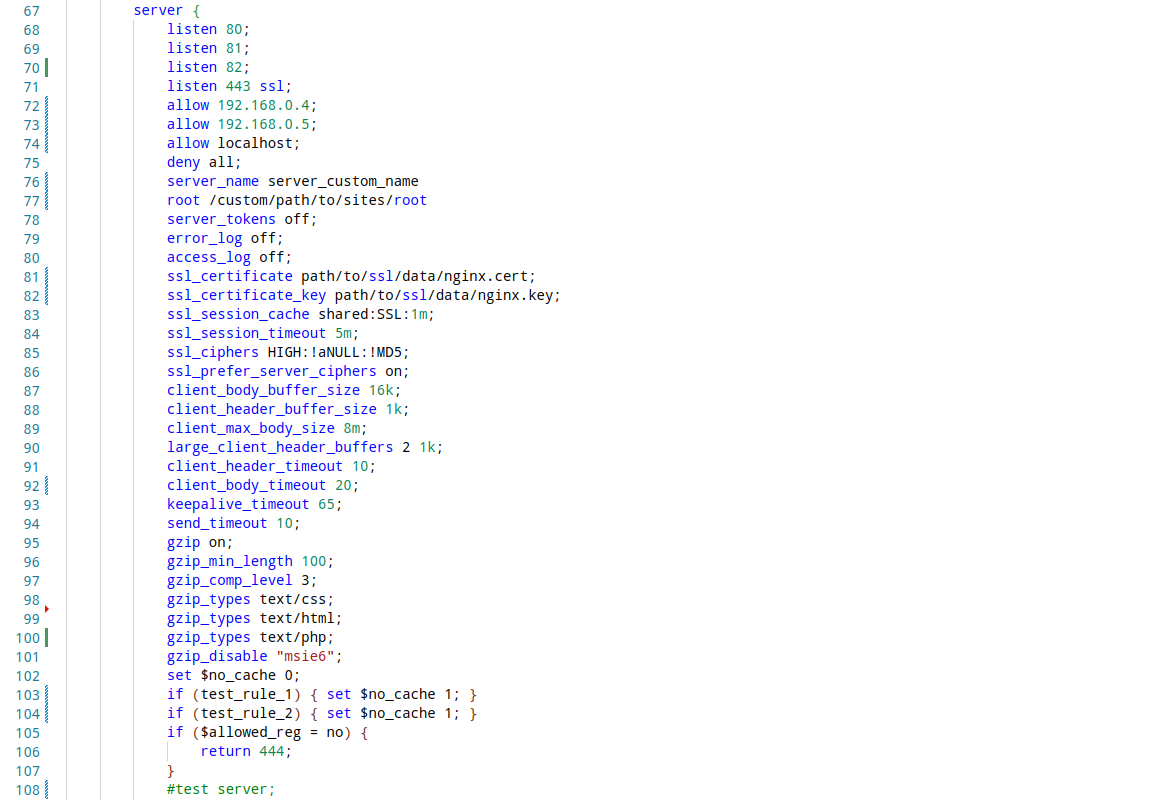 67 server {
68 listen 80;
69 listen 81;
70 listen 82;
71 listen 443 ssl;
72 allow 192.168.0.4;
73 allow 192.168.0.5;
74 allow localhost;
75 deny all;
76 server_name server_custom_name
77 root /custom/path/to/sites/root
78 server_tokens off;
79 error_log off;
80 access_log off;
81 ssl_certificate path/to/ssl/data/nginx.cert;
82 ssl_certificate_key path/to/ssl/data/nginx.key;
83 ssl_session_cache shared:SSL:1m;
84 ssl_session_timeout 5m;
85 ssl_ciphers HIGH:!aNULL:!MD5;
86 ssl_prefer_server_ciphers on;
87 client_body_buffer_size 16k;
88 client_header_buffer_size 1k;
89 client_max_body_size 8m;
90 large_client_header_buffers 2 1k;
91 client_header_timeout 10;
92 client_body_timeout 20;
93 keepalive_timeout 65;
94 send_timeout 10;
95 gzip on;
96 gzip_min_length 100;
97 gzip_comp_level 3;
98 gzip_types text/css;
99 gzip_types text/html;
100 gzip_types text/php;
101 gzip_disable "msie6";
102 set $no_cache 0;
103 if (test_rule_1) { set $no_cache 1; }
104 if (test_rule_2) { set $no_cache 1; }
105 if ($allowed_reg = no) {
106 return 444;
107 }
108 #test server;